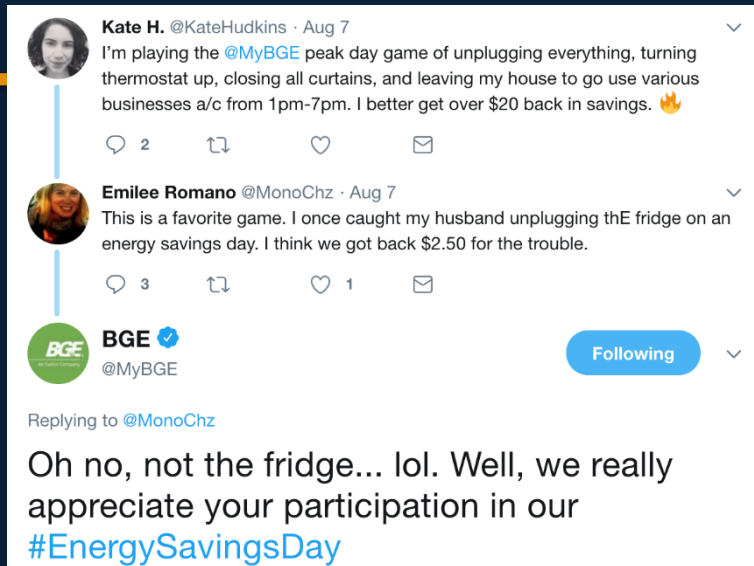 Kate H. @KateHudkins · Aug 7
I'm playing the @MyBGE peak day game of unplugging everything, turning
thermostat up, closing all curtains, and leaving my house to go use various
businesses a/c from 1pm-7pm. I better get over $20 back in savings. 🔥
2
Emilee Romano @MonoChz · Aug 7
This is a favorite game. I once caught my husband unplugging thE fridge on an
energy savings day. I think we got back $2.50 for the trouble.
3 1
BGE
BGE
@MyBGE
Following
Replying to @MonoChz
Oh no, not the fridge... lol. Well, we really
appreciate your participation in our
#EnergySavingsDay